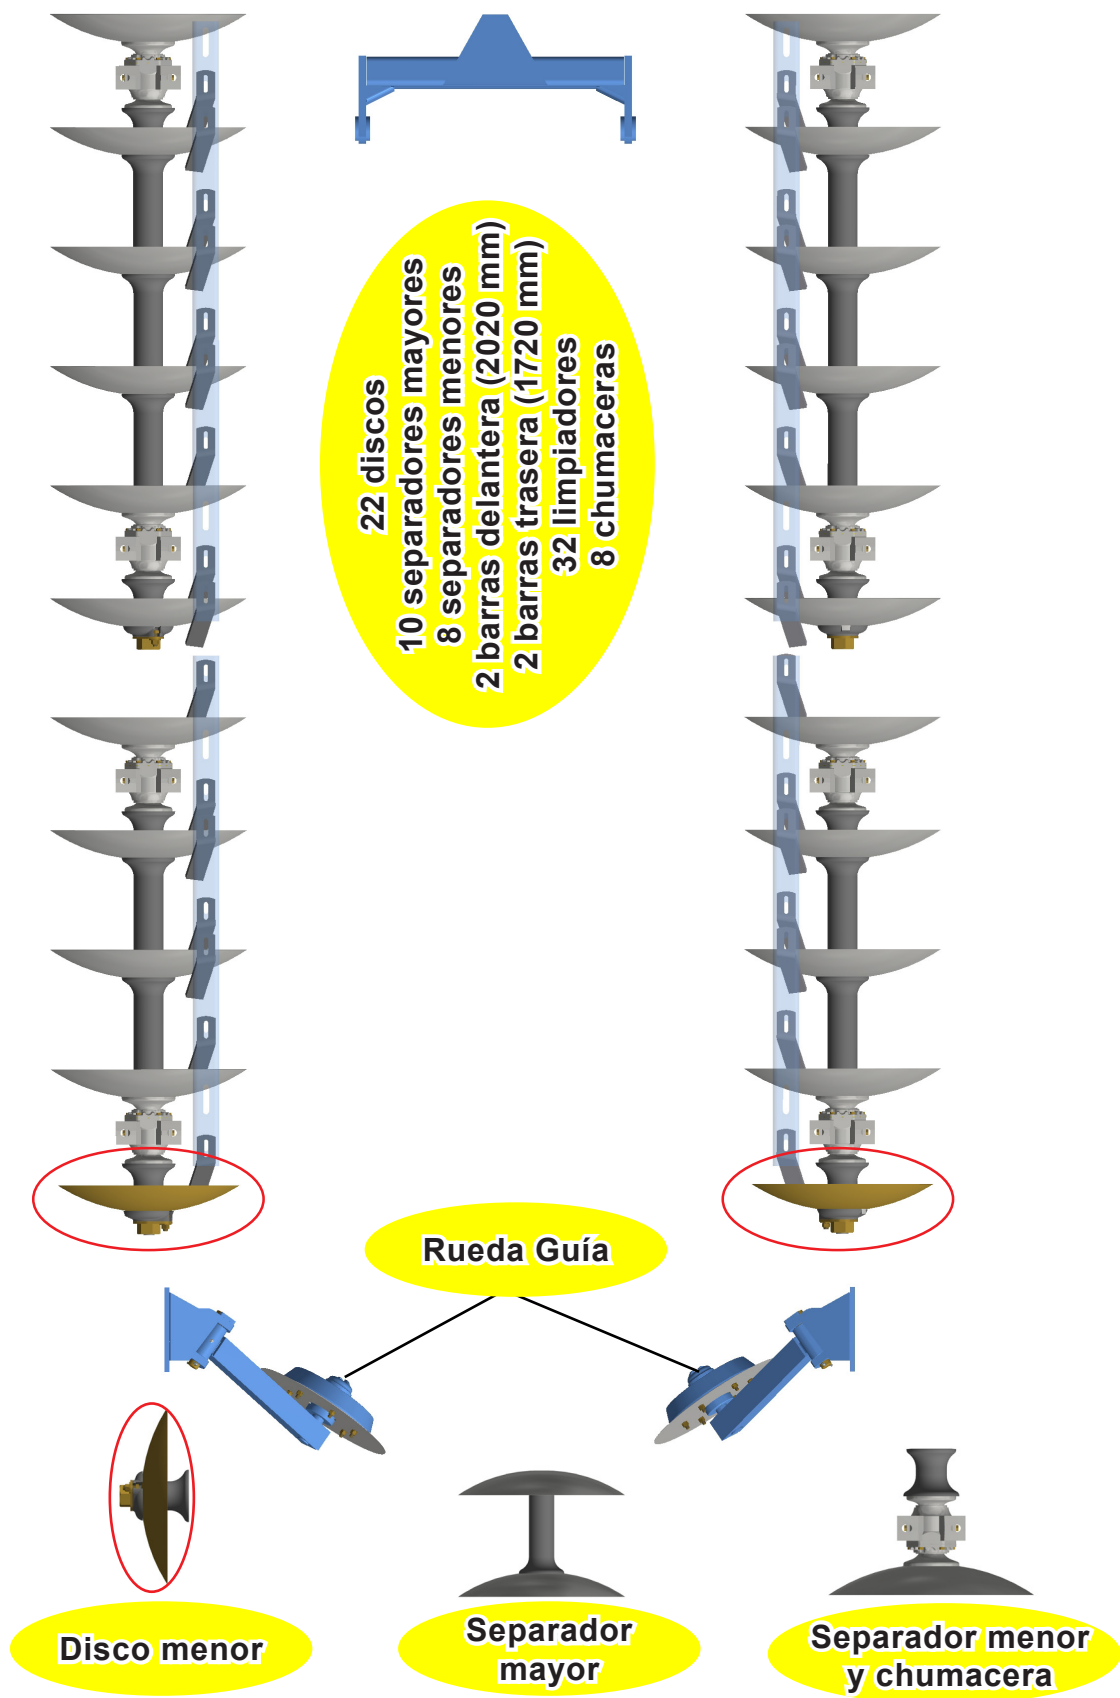 22 discos
10 separadores mayores
8 separadores menores
2 barras delantera (2020 mm)
2 barras trasera (1720 mm)
32 limpiadores
8 chumaceras
Rueda Guía
Disco menor
Separador
mayor
Separador menor
y chumacera